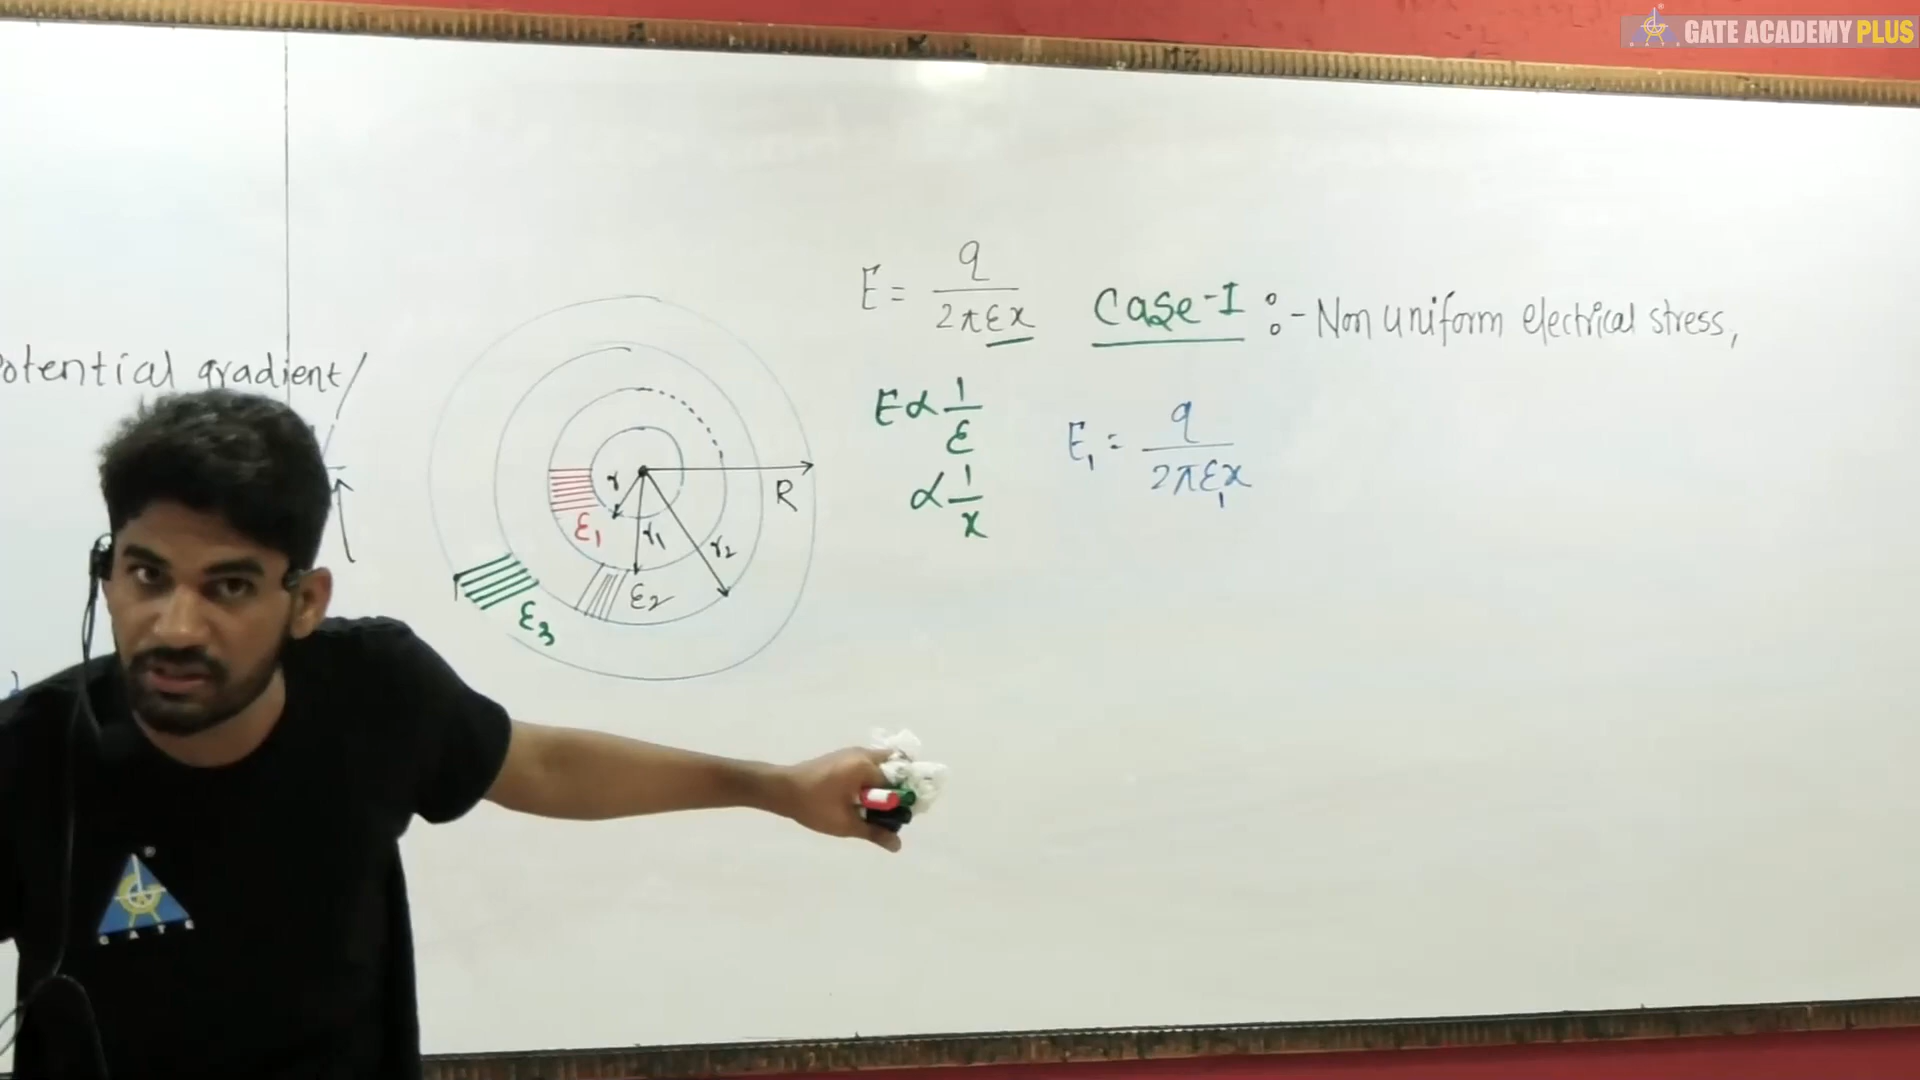 GATE ACADEMY PLUS
potential gradient/
E = q / 2πεx
Case-I :- Non uniform electrical stress,
E ∝ 1/ε
∝ 1/x
E₁ = q / 2πε₁x
r
R
ε₁
r₁
r₂
ε₂
ε₃
GATE